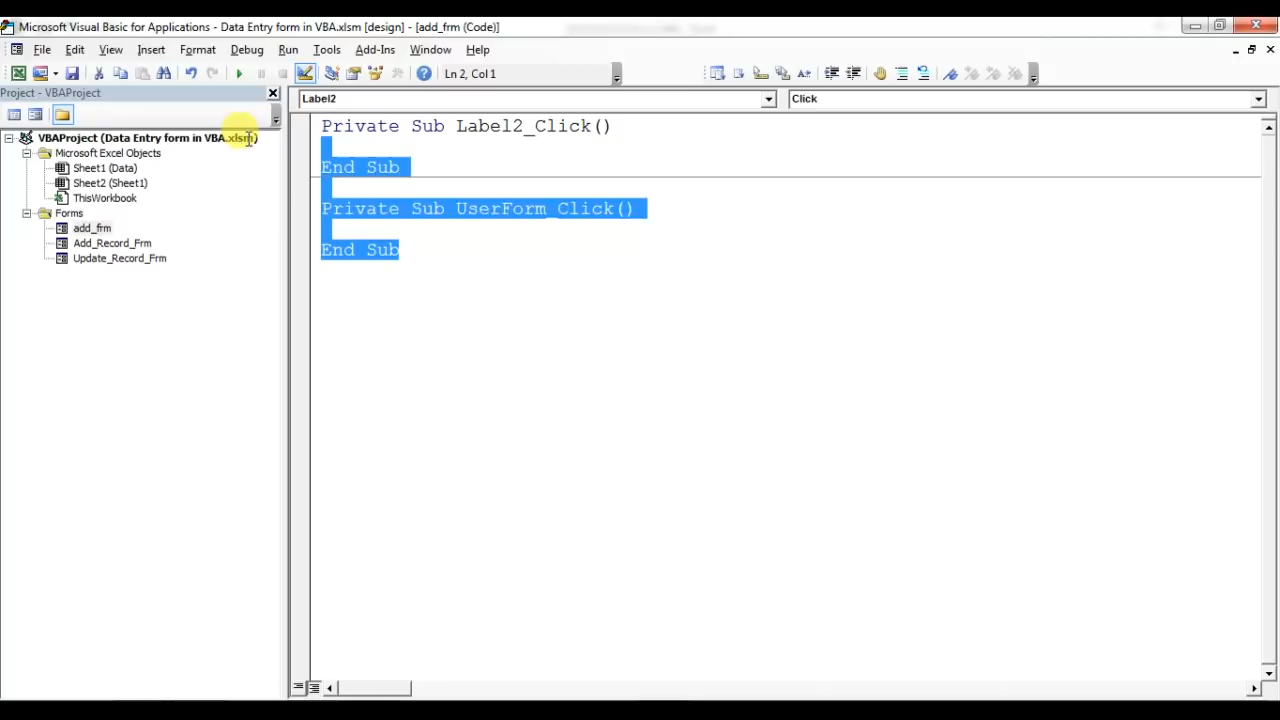 Microsoft Visual Basic for Applications - Data Entry form in VBA.xlsm [design] - [add_frm (Code)]
File Edit View Insert Format Debug Run Tools Add-Ins Window Help
Ln 2, Col 1
Project - VBAProject
Label2 Click
VBAProject (Data Entry form in VBA.xlsm)
Microsoft Excel Objects
Sheet1 (Data)
Sheet2 (Sheet1)
ThisWorkbook
Forms
add_frm
Add_Record_Frm
Update_Record_Frm
Private Sub Label2_Click()
End Sub
Private Sub UserForm_Click()
End Sub